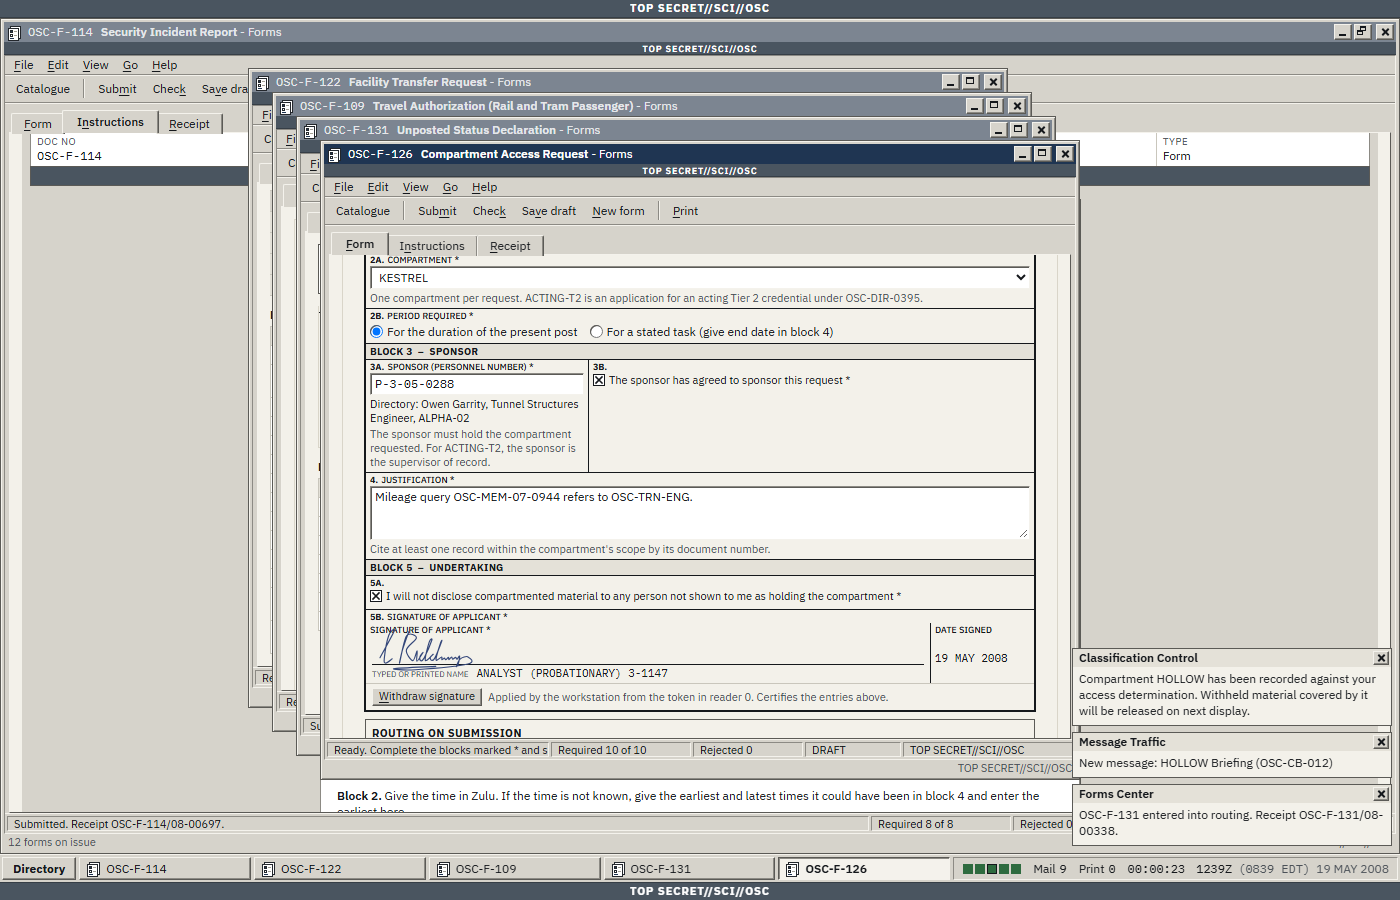 TOP SECRET//SCI//OSC
OSC-F-114 Security Incident Report - Forms
TOP SECRET//SCI//OSC
File Edit View Go Help
Catalogue Submit Check Save dra
Form Instructions Receipt
DOC NO
OSC-F-114
TYPE
Form
OSC-F-122 Facility Transfer Request - Forms
OSC-F-109 Travel Authorization (Rail and Tram Passenger) - Forms
OSC-F-131 Unposted Status Declaration - Forms
OSC-F-126 Compartment Access Request - Forms
TOP SECRET//SCI//OSC
File Edit View Go Help
Catalogue Submit Check Save draft New form Print
Form Instructions Receipt
2A. COMPARTMENT *
KESTREL
One compartment per request. ACTING-T2 is an application for an acting Tier 2 credential under OSC-DIR-0395.
2B. PERIOD REQUIRED *
For the duration of the present post For a stated task (give end date in block 4)
BLOCK 3 – SPONSOR
3A. SPONSOR (PERSONNEL NUMBER) *
P-3-05-0288
Directory: Owen Garrity, Tunnel Structures
Engineer, ALPHA-02
The sponsor must hold the compartment
requested. For ACTING-T2, the sponsor is
the supervisor of record.
3B.
The sponsor has agreed to sponsor this request *
4. JUSTIFICATION *
Mileage query OSC-MEM-07-0944 refers to OSC-TRN-ENG.
Cite at least one record within the compartment's scope by its document number.
BLOCK 5 – UNDERTAKING
5A.
I will not disclose compartmented material to any person not shown to me as holding the compartment *
5B. SIGNATURE OF APPLICANT *
SIGNATURE OF APPLICANT *
TYPED OR PRINTED NAME ANALYST (PROBATIONARY) 3-1147
DATE SIGNED
19 MAY 2008
Withdraw signature Applied by the workstation from the token in reader 0. Certifies the entries above.
ROUTING ON SUBMISSION
Ready. Complete the blocks marked * and s Required 10 of 10 Rejected 0 DRAFT TOP SECRET//SCI//OSC
TOP SECRET//SCI//OSC
Block 2. Give the time in Zulu. If the time is not known, give the earliest and latest times it could have been in block 4 and enter the
earliest here.
Submitted. Receipt OSC-F-114/08-00697. Required 8 of 8 Rejected 0
12 forms on issue
Classification Control
Compartment HOLLOW has been recorded against your
access determination. Withheld material covered by it
will be released on next display.
Message Traffic
New message: HOLLOW Briefing (OSC-CB-012)
Forms Center
OSC-F-131 entered into routing. Receipt OSC-F-131/08-
00338.
Directory OSC-F-114 OSC-F-122 OSC-F-109 OSC-F-131 OSC-F-126 Mail 9 Print 0 00:00:23 1239Z (0839 EDT) 19 MAY 2008
TOP SECRET//SCI//OSC